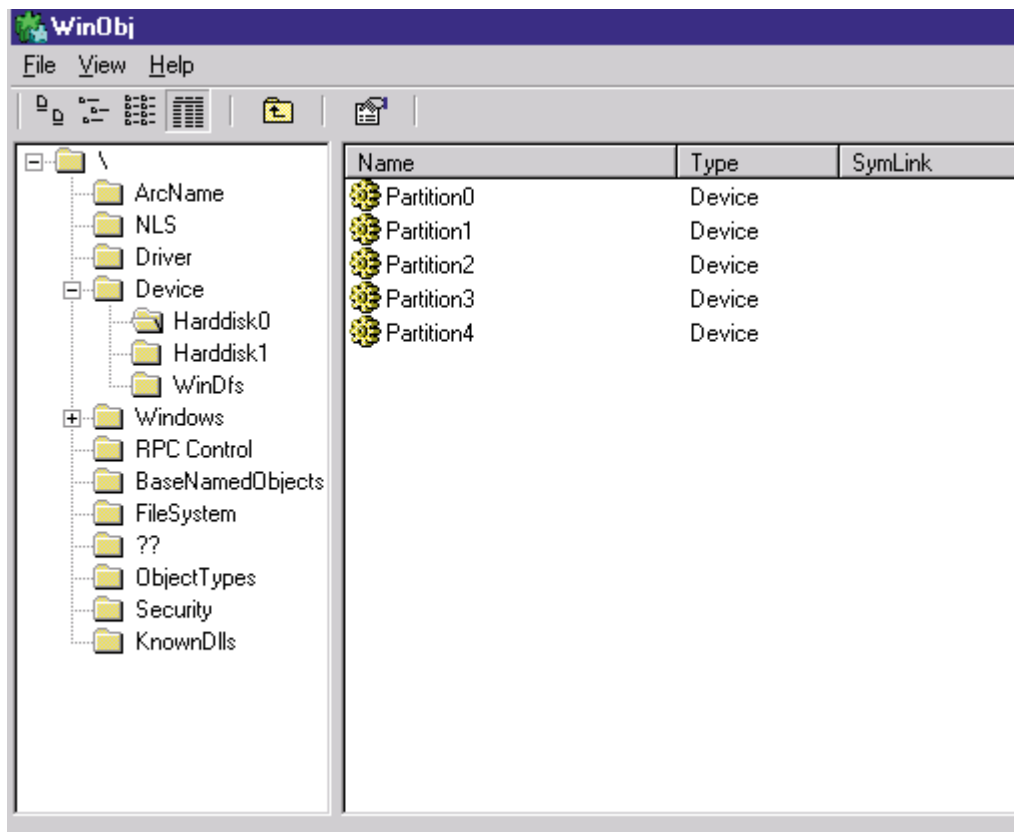 WinObj
File View Help
\
ArcName
NLS
Driver
Device
Harddisk0
Harddisk1
WinDfs
Windows
RPC Control
BaseNamedObjects
FileSystem
??
ObjectTypes
Security
KnownDlls
Name Type SymLink
Partition0 Device
Partition1 Device
Partition2 Device
Partition3 Device
Partition4 Device